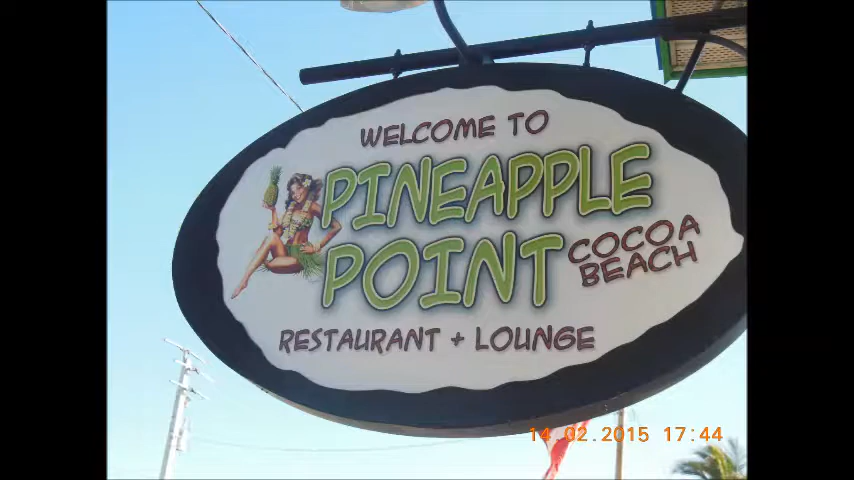 WELCOME TO
PINEAPPLE
POINT
COCOA
BEACH
RESTAURANT + LOUNGE
14.02.2015 17:44